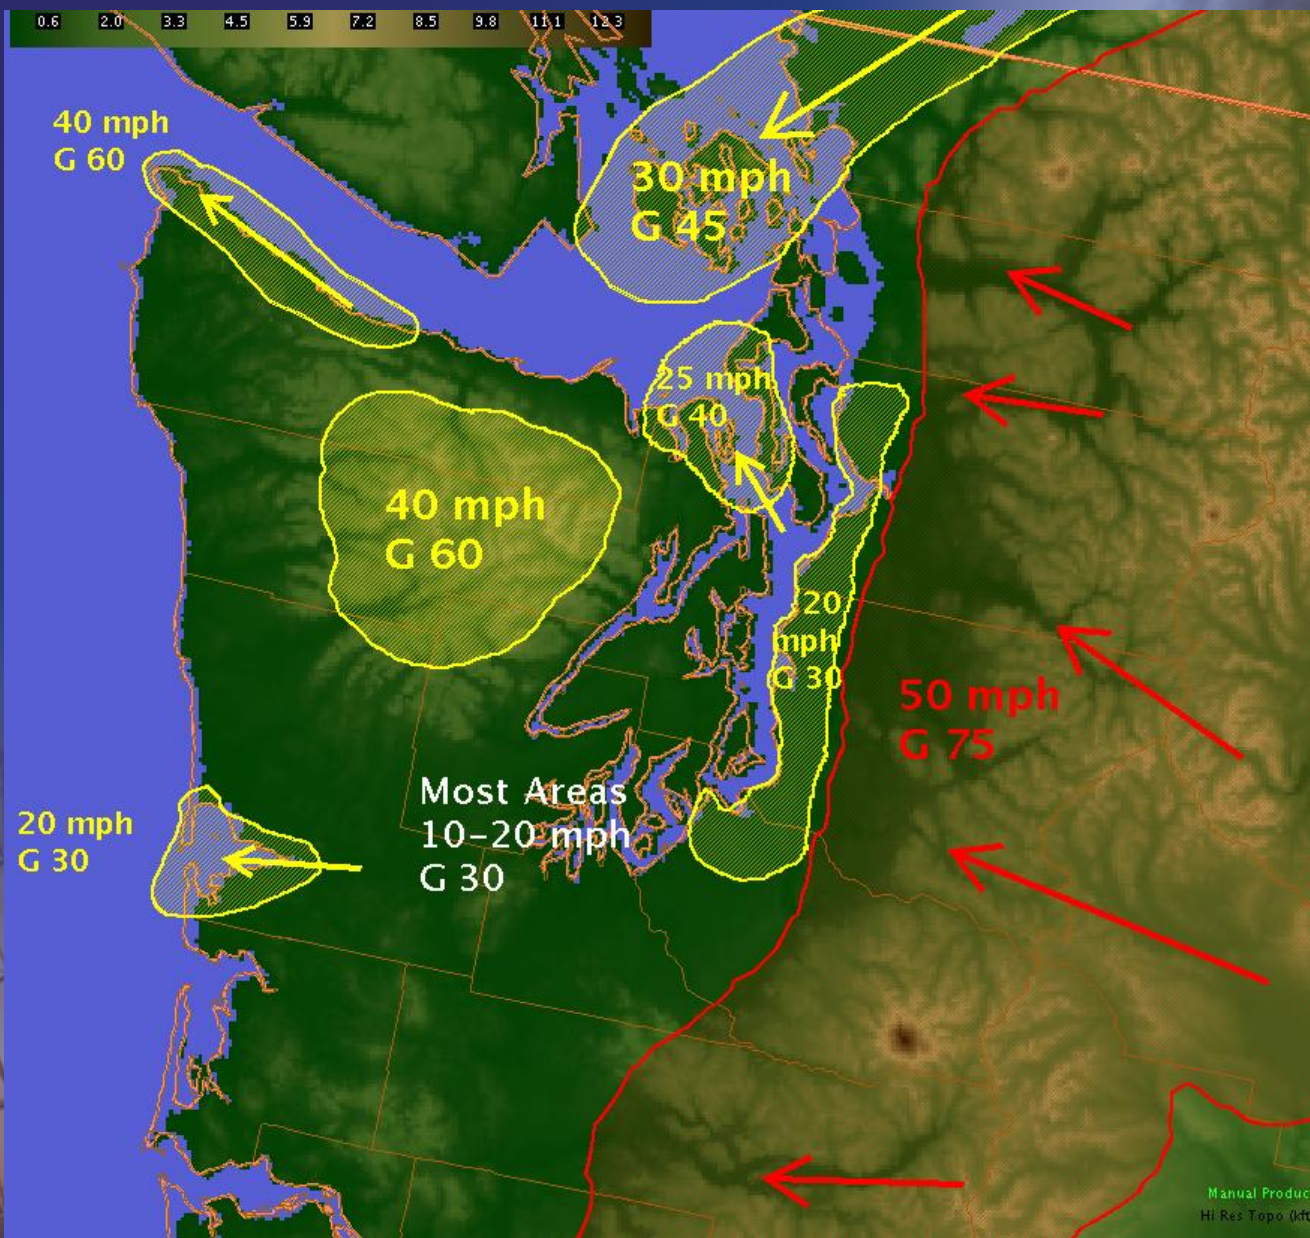 0.6 2.0 3.3 4.5 5.9 7.2 8.5 9.8 11.1 12.3
40 mph
G 60
30 mph
G 45
25 mph
G 40
40 mph
G 60
20
mph
G 30
50 mph
G 75
Most Areas
10-20 mph
G 30
20 mph
G 30
Manual Produc
Hi Res Topo (kft